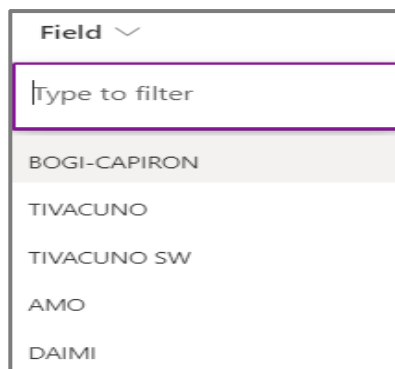 Field
Type to filter
BOGI-CAPIRON
TIVACUNO
TIVACUNO SW
AMO
DAIMI